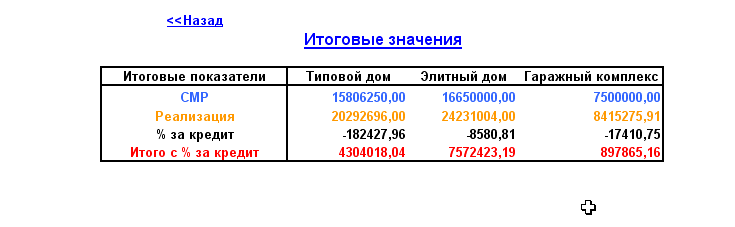 <<Назад
Итоговые значения
Итоговые показатели Типовой дом Элитный дом Гаражный комплекс
СМР 15806250,00 16650000,00 7500000,00
Реализация 20292696,00 24231004,00 8415275,91
% за кредит -182427,96 -8580,81 -17410,75
Итого с % за кредит 4304018,04 7572423,19 897865,16